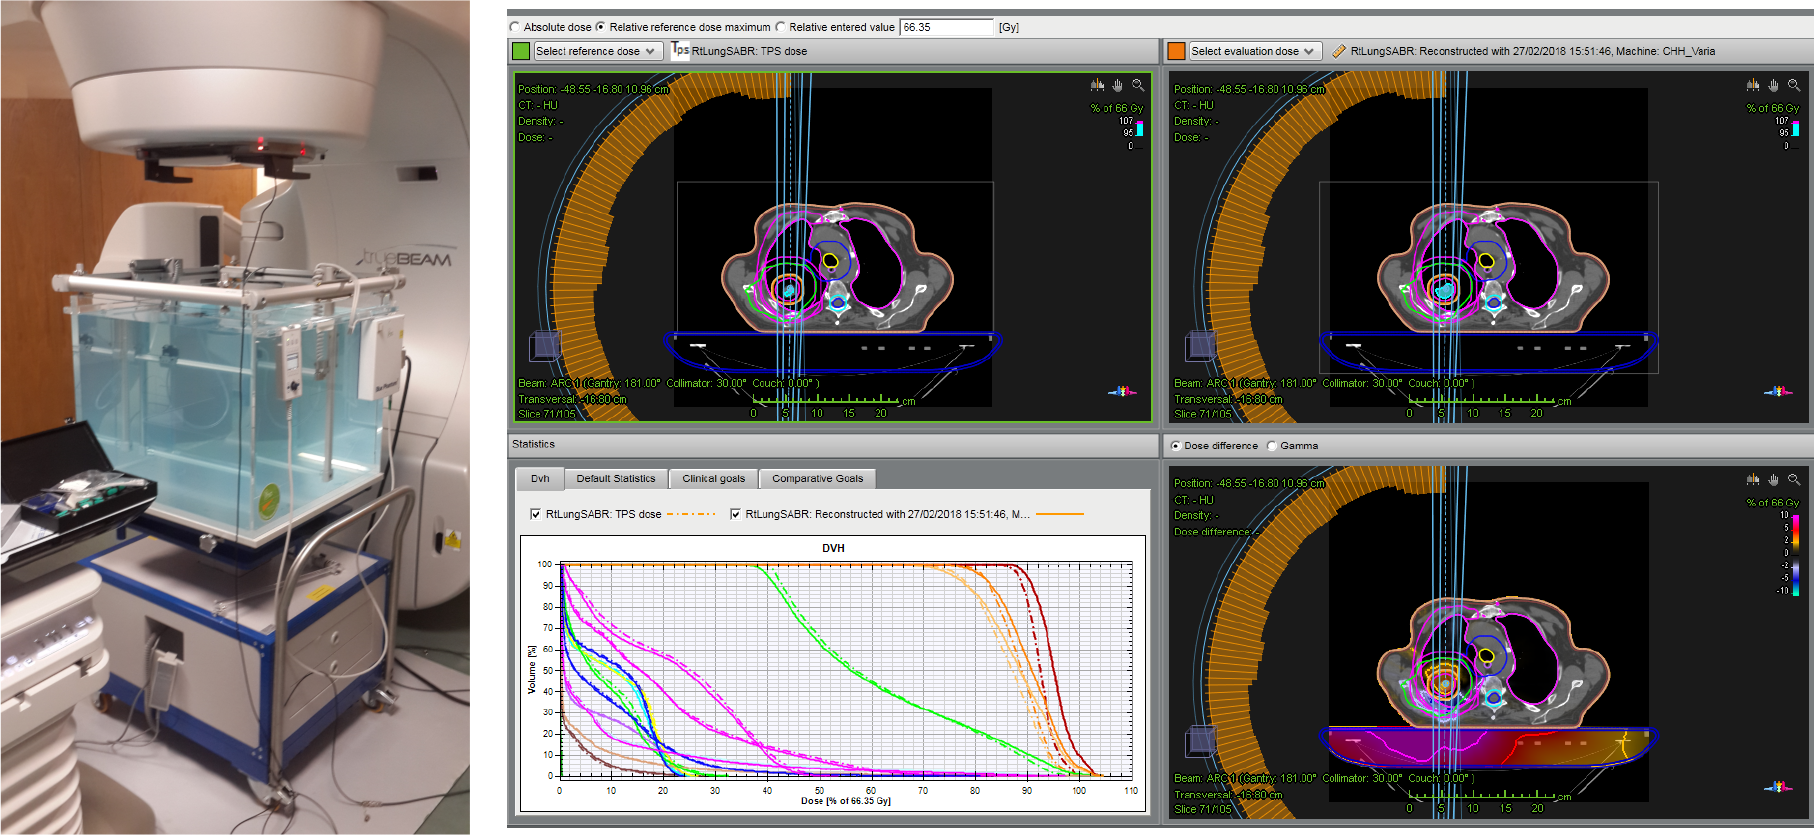 trueBEAM
Absolute dose Relative reference dose maximum Relative entered value 66.35 [Gy]
Select reference dose Tps RtLungSABR: TPS dose
Select evaluation dose RtLungSABR: Reconstructed with 27/02/2018 15:51:46, Machine: CHH_Varia
Position: -48.55 -16.80 10.96 cm
CT: - HU
Density: -
Dose: -
% of 66 Gy
107
95
0
Beam: ARC 1 (Gantry: 181.00° Collimator: 30.00° Couch: 0.00° )
Transversal: -16.80 cm
Slice 71/105
0 5 10 15 20 cm
Position: -48.55 -16.80 10.96 cm
CT: - HU
Density: -
Dose: -
% of 66 Gy
107
95
0
Beam: ARC 1 (Gantry: 181.00° Collimator: 30.00° Couch: 0.00° )
Transversal: -16.80 cm
Slice 71/105
0 5 10 15 20 cm
Statistics
Dvh Default Statistics Clinical goals Comparative Goals
RtLungSABR: TPS dose RtLungSABR: Reconstructed with 27/02/2018 15:51:46, M...
DVH
Volume [%]
100
90
80
70
60
50
40
30
20
10
0
0 10 20 30 40 50 60 70 80 90 100 110
Dose [% of 66.35 Gy]
Dose difference Gamma
Position: -48.55 -16.80 10.96 cm
CT: - HU
Density: -
Dose difference: -
% of 66 Gy
10
5
2
0
-2
-5
-10
Beam: ARC 1 (Gantry: 181.00° Collimator: 30.00° Couch: 0.00° )
Transversal: -16.80 cm
Slice 71/105
0 5 10 15 20 cm